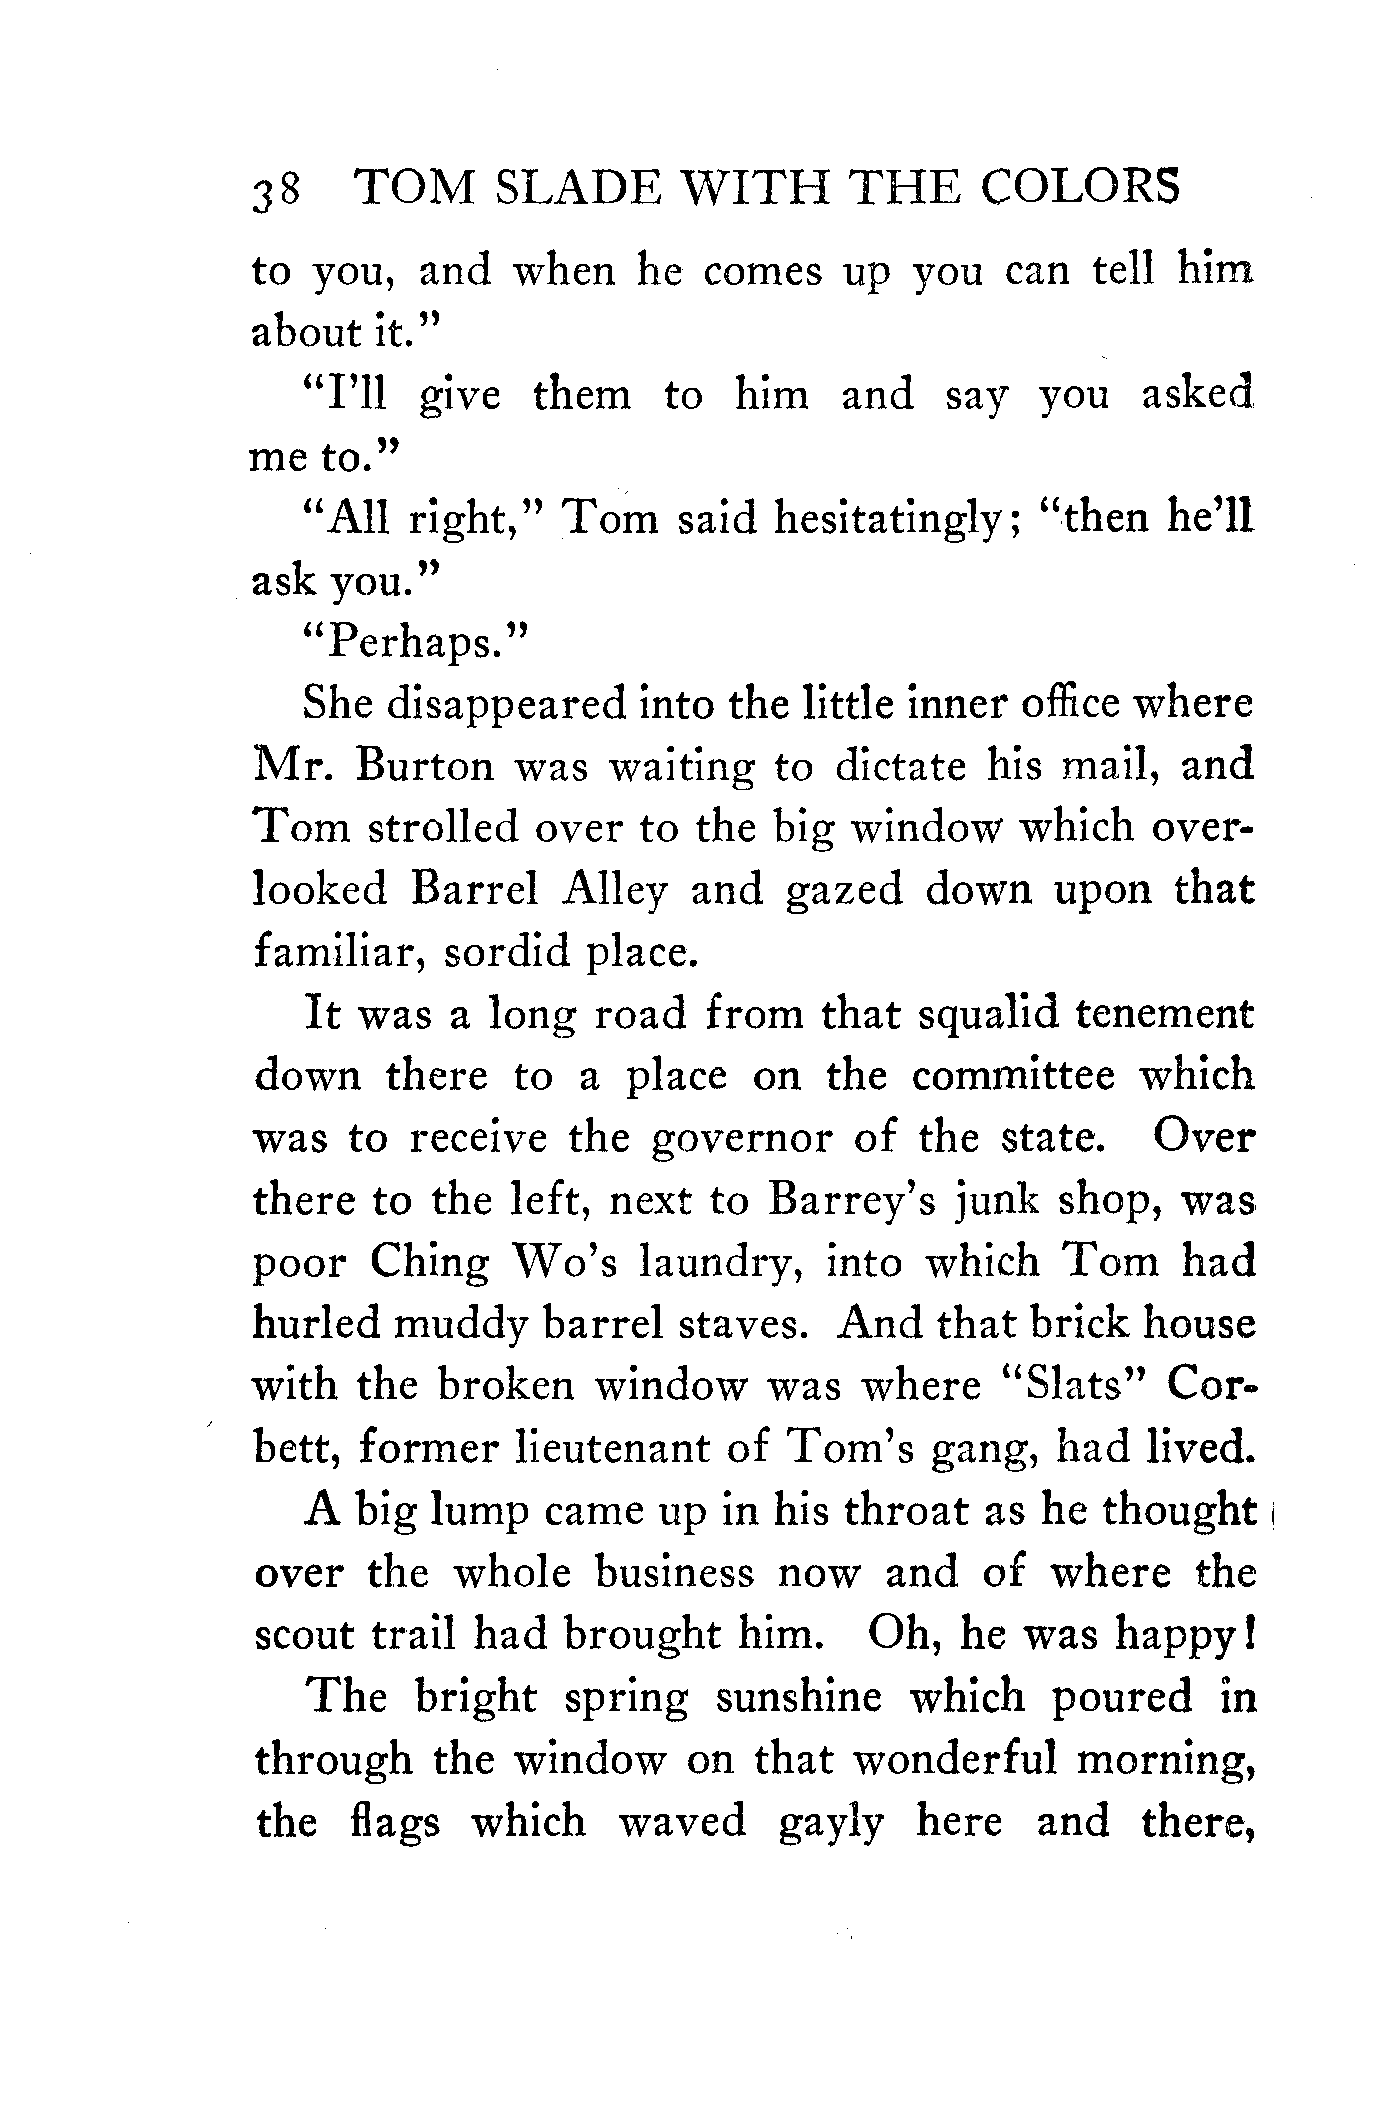 38 TOM SLADE WITH THE COLORS
to you, and when he comes up you can tell him
about it."
"I'll give them to him and say you asked
me to."
"All right," Tom said hesitatingly; "then he'll
ask you."
"Perhaps."
She disappeared into the little inner office where
Mr. Burton was waiting to dictate his mail, and
Tom strolled over to the big window which over-
looked Barrel Alley and gazed down upon that
familiar, sordid place.
It was a long road from that squalid tenement
down there to a place on the committee which
was to receive the governor of the state. Over
there to the left, next to Barrey's junk shop, was
poor Ching Wo's laundry, into which Tom had
hurled muddy barrel staves. And that brick house
with the broken window was where "Slats" Cor-
bett, former lieutenant of Tom's gang, had lived.
A big lump came up in his throat as he thought
over the whole business now and of where the
scout trail had brought him. Oh, he was happy!
The bright spring sunshine which poured in
through the window on that wonderful morning,
the flags which waved gayly here and there,